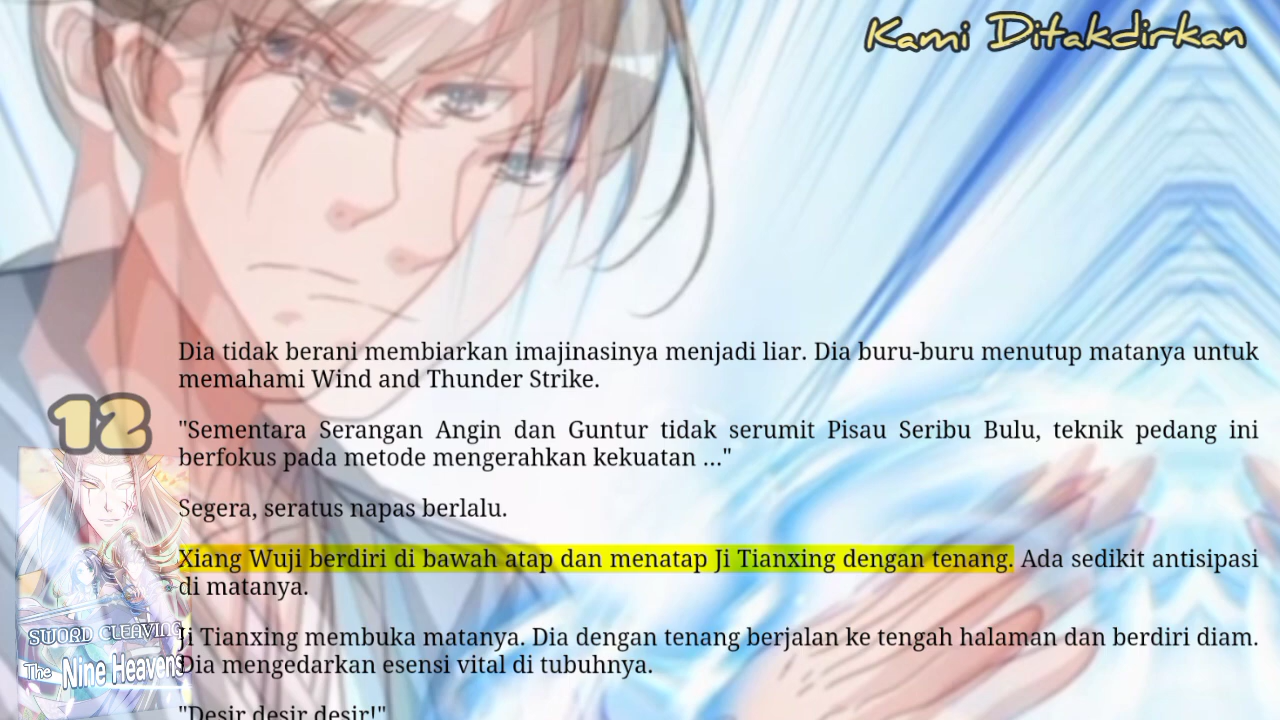 Kami Ditakdirkan
Dia tidak berani membiarkan imajinasinya menjadi liar. Dia buru-buru menutup matanya untuk
memahami Wind and Thunder Strike.
12
"Sementara Serangan Angin dan Guntur tidak serumit Pisau Seribu Bulu, teknik pedang ini
berfokus pada metode mengerahkan kekuatan ..."
Segera, seratus napas berlalu.
Xiang Wuji berdiri di bawah atap dan menatap Ji Tianxing dengan tenang. Ada sedikit antisipasi
di matanya.
Ji Tianxing membuka matanya. Dia dengan tenang berjalan ke tengah halaman dan berdiri diam.
Dia mengedarkan esensi vital di tubuhnya.
SWORD CLEAVING
The Nine Heavens
"Desir desir desir!"